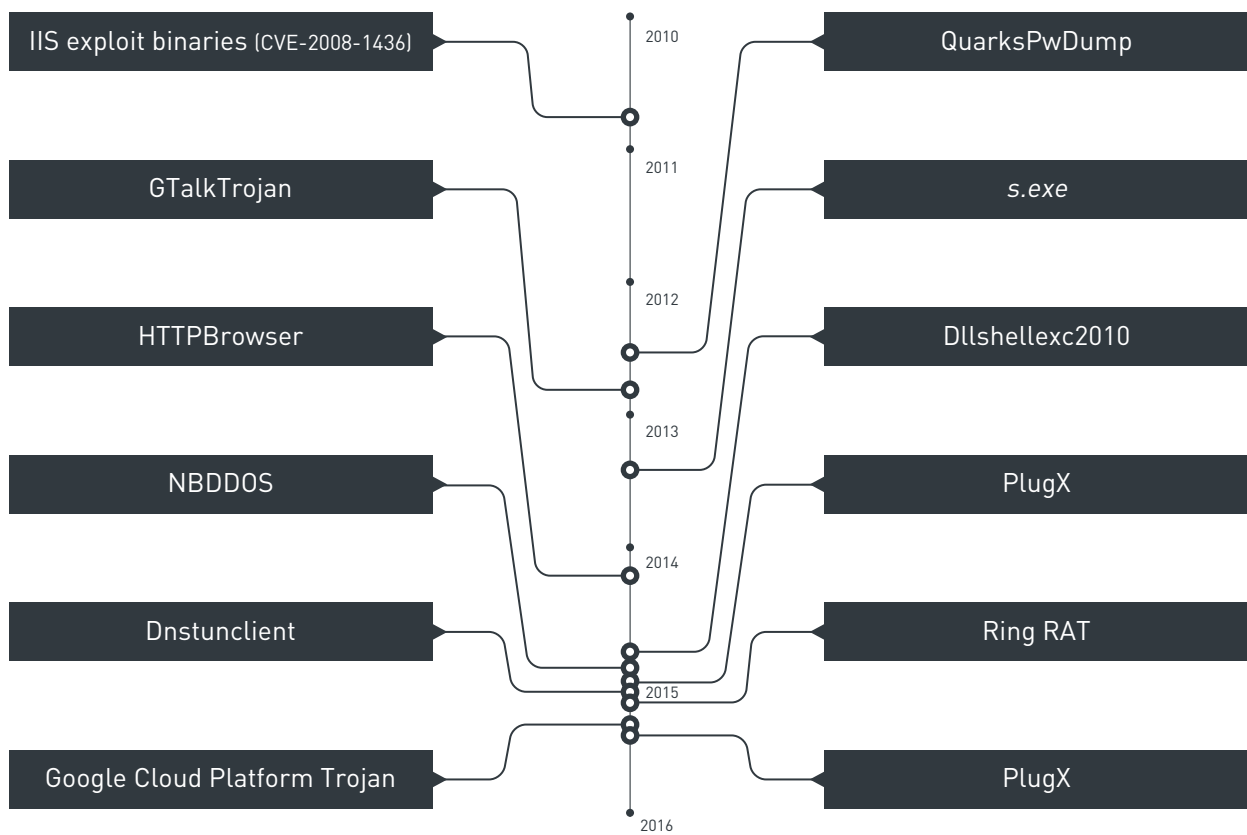 IIS exploit binaries (CVE-2008-1436)
2010
QuarksPwDump
GTalkTrojan
2011
s.exe
HTTPBrowser
2012
Dllshellexc2010
NBDDOS
2013
PlugX
2014
Dnstunclient
2015
Ring RAT
Google Cloud Platform Trojan
2016
PlugX